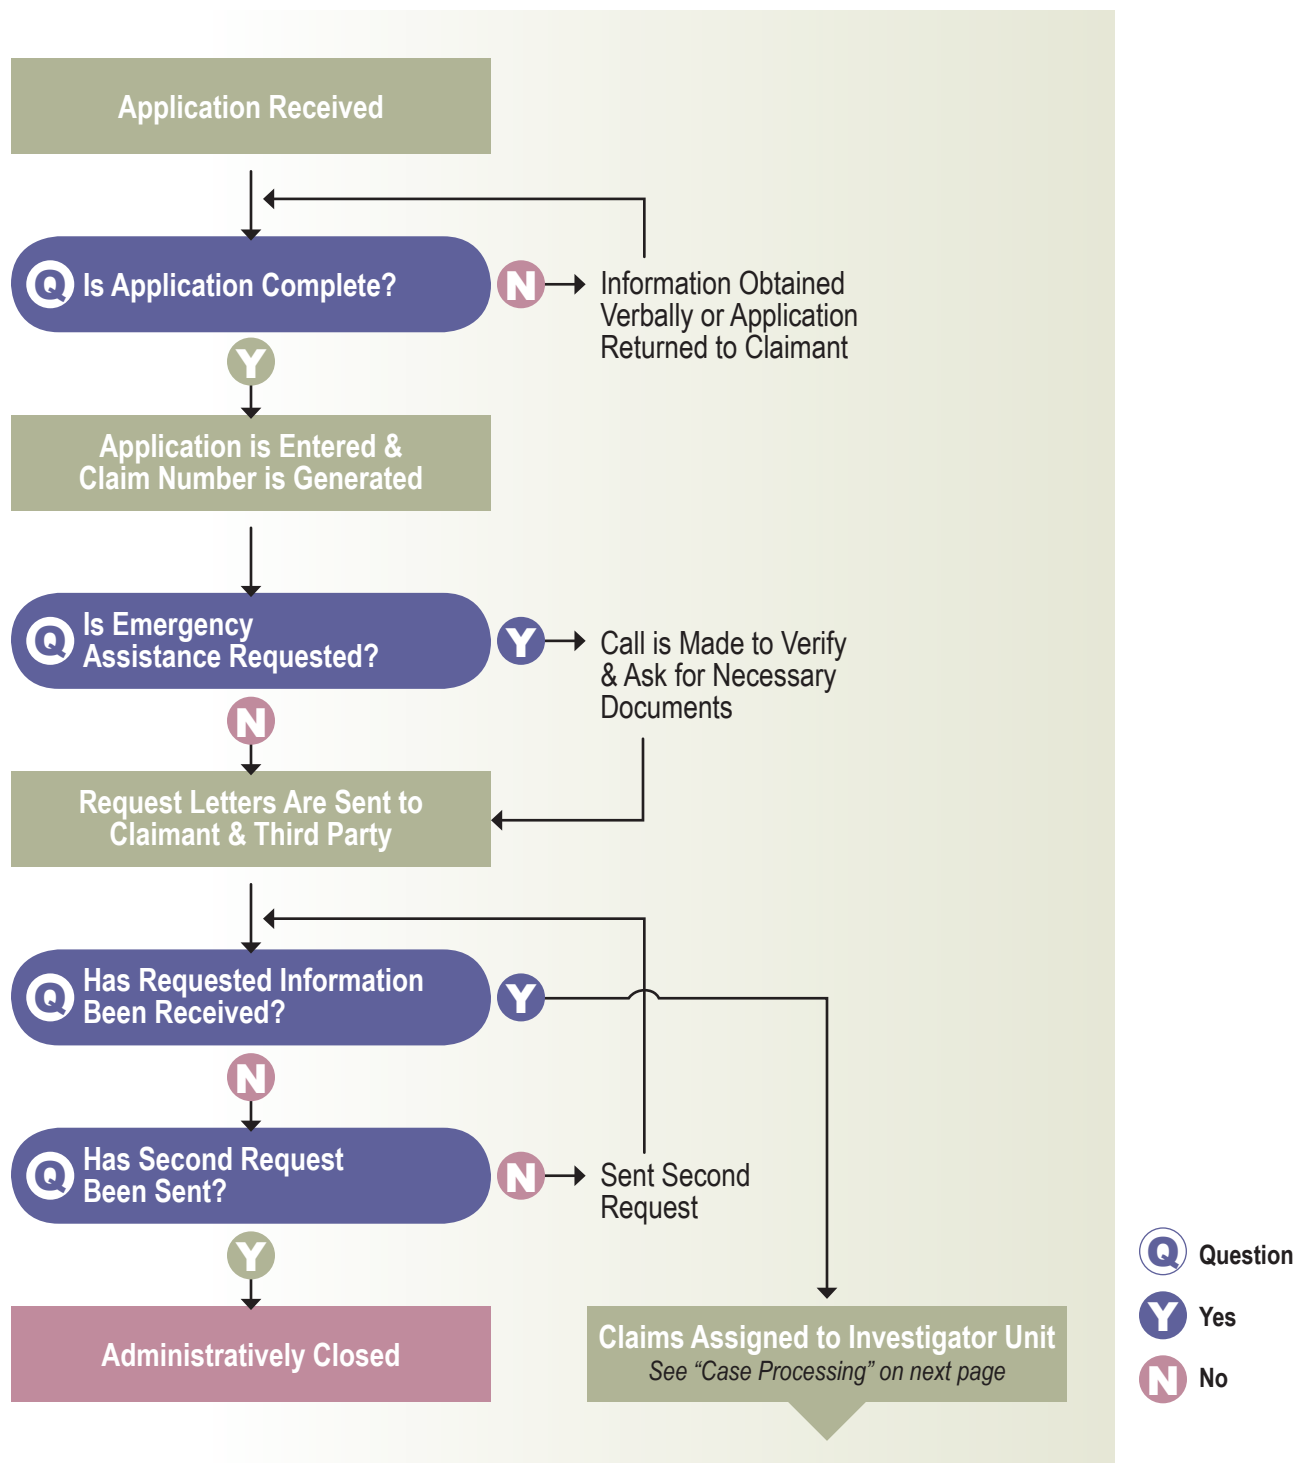 Application Received
Q Is Application Complete?
N
Information Obtained
Verbally or Application
Returned to Claimant
Y
Application is Entered &
Claim Number is Generated
Q Is Emergency
Assistance Requested?
Y
Call is Made to Verify
& Ask for Necessary
Documents
N
Request Letters Are Sent to
Claimant & Third Party
Q Has Requested Information
Been Received?
Y
N
Q Has Second Request
Been Sent?
N
Sent Second
Request
Y
Administratively Closed
Claims Assigned to Investigator Unit
See “Case Processing” on next page
Q Question
Y Yes
N No